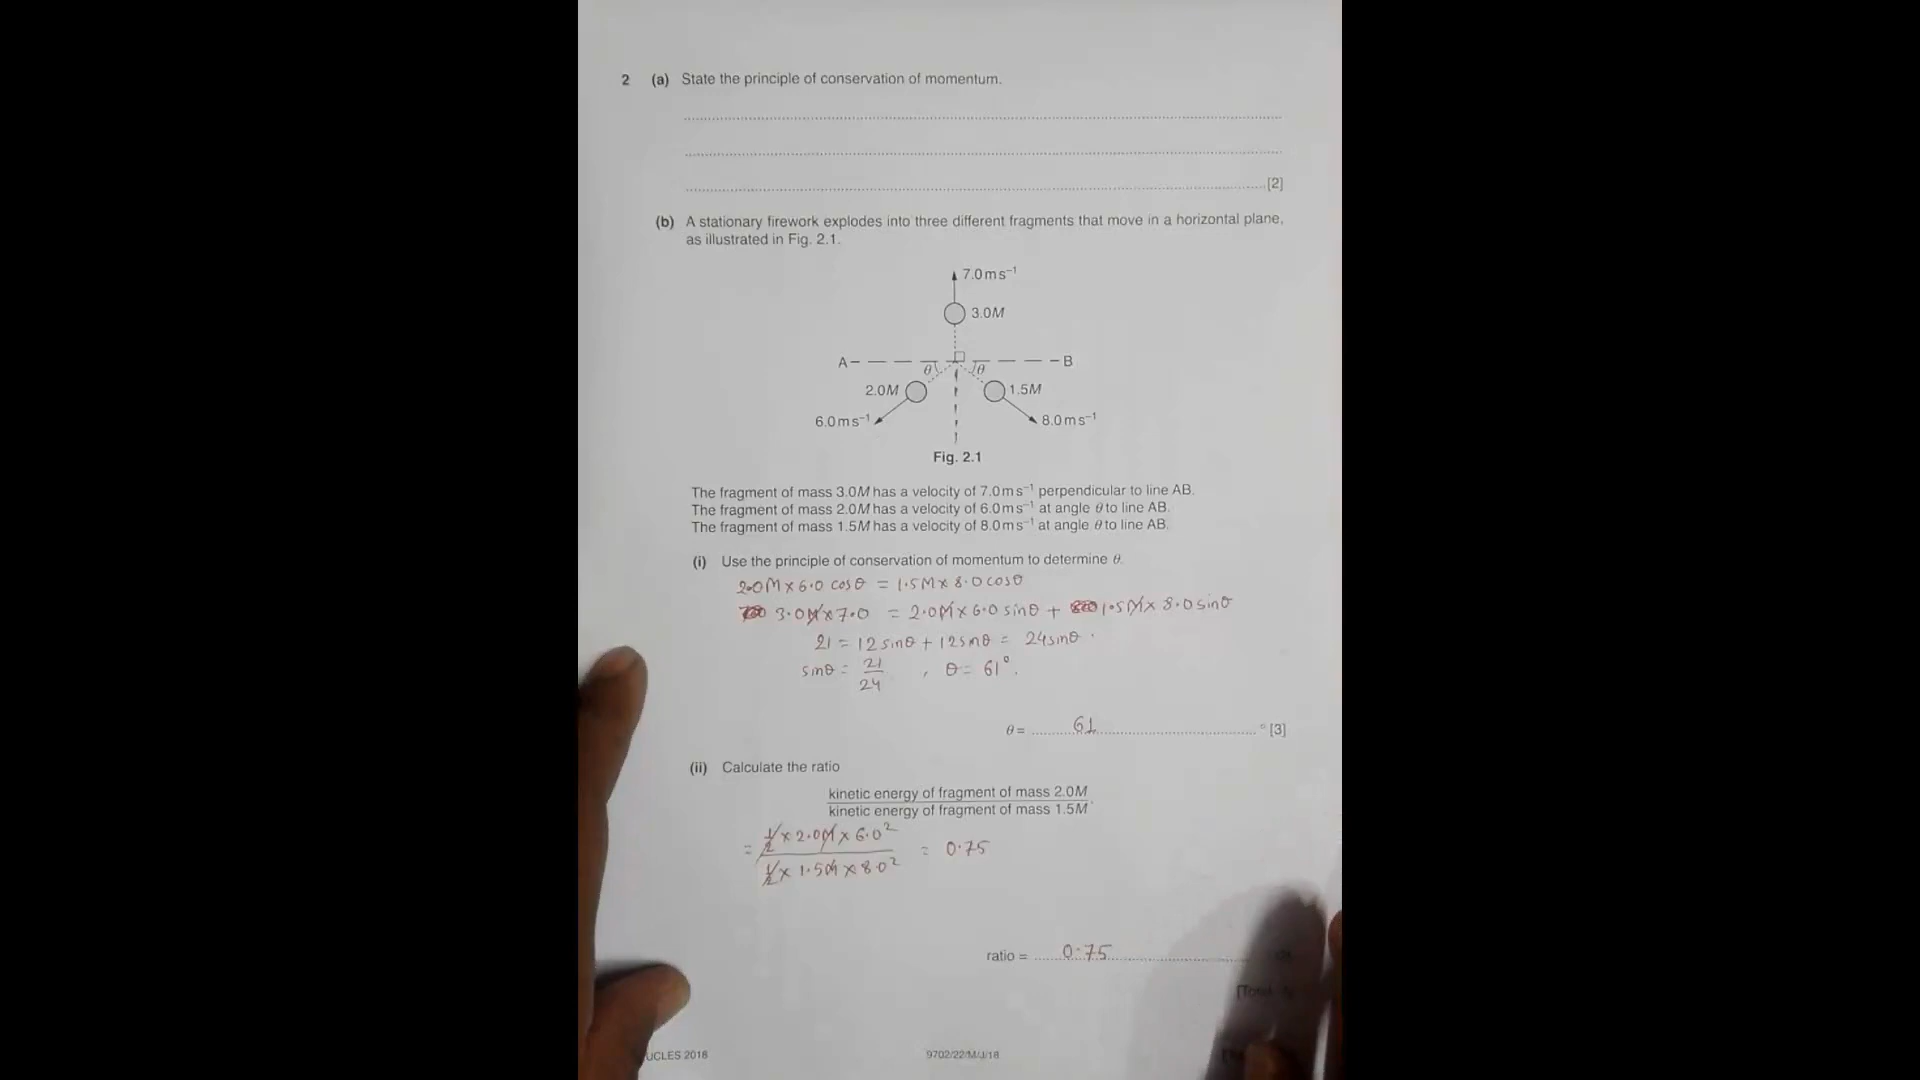 2 (a) State the principle of conservation of momentum.
[2]
(b) A stationary firework explodes into three different fragments that move in a horizontal plane,
as illustrated in Fig. 2.1.
7.0 m s⁻¹
3.0M
A B
θ θ
2.0M 1.5M
6.0 m s⁻¹ 8.0 m s⁻¹
Fig. 2.1
The fragment of mass 3.0M has a velocity of 7.0 m s⁻¹ perpendicular to line AB.
The fragment of mass 2.0M has a velocity of 6.0 m s⁻¹ at angle θ to line AB.
The fragment of mass 1.5M has a velocity of 8.0 m s⁻¹ at angle θ to line AB.
(i) Use the principle of conservation of momentum to determine θ.
2.0M × 6.0 cosθ = 1.5M × 8.0 cosθ
3.0M × 7.0 = 2.0M × 6.0 sinθ + 1.5M × 8.0 sinθ
21 = 12 sinθ + 12 sinθ = 24 sinθ .
sinθ = 21/24 , θ = 61°.
θ = 61 ° [3]
(ii) Calculate the ratio
kinetic energy of fragment of mass 2.0M
kinetic energy of fragment of mass 1.5M .
= ½ × 2.0M × 6.0² / ½ × 1.5M × 8.0² = 0.75
ratio = 0.75
UCLES 2018 9702/22/M/J/18